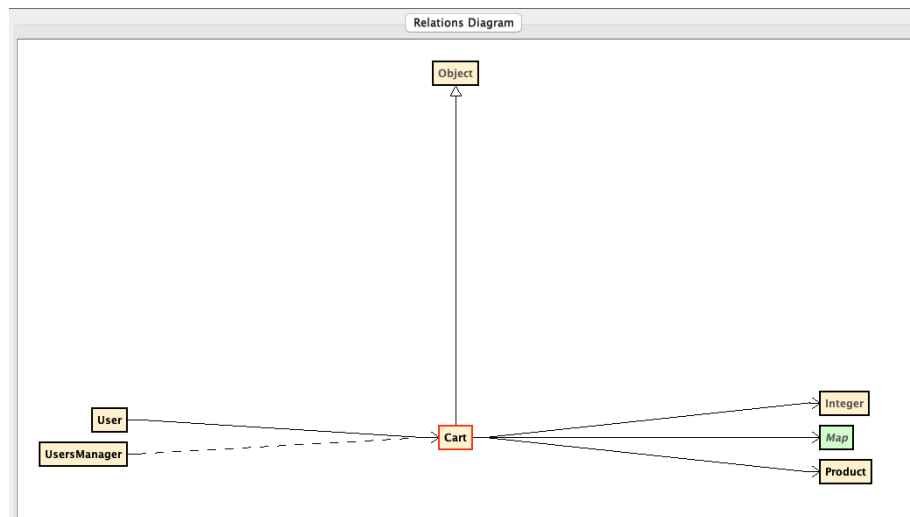 Relations Diagram
Object
User
UsersManager
Cart
Integer
Map
Product